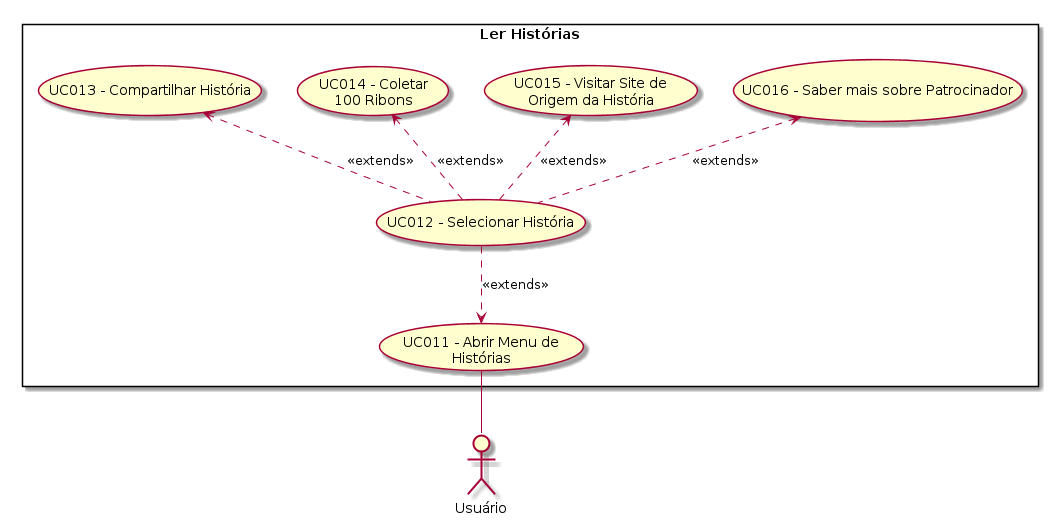 Ler Histórias
UC013 - Compartilhar História
UC014 - Coletar
100 Ribons
UC015 - Visitar Site de
Origem da História
UC016 - Saber mais sobre Patrocinador
«extends»
«extends»
«extends»
«extends»
UC012 - Selecionar História
«extends»
UC011 - Abrir Menu de
Histórias
Usuário